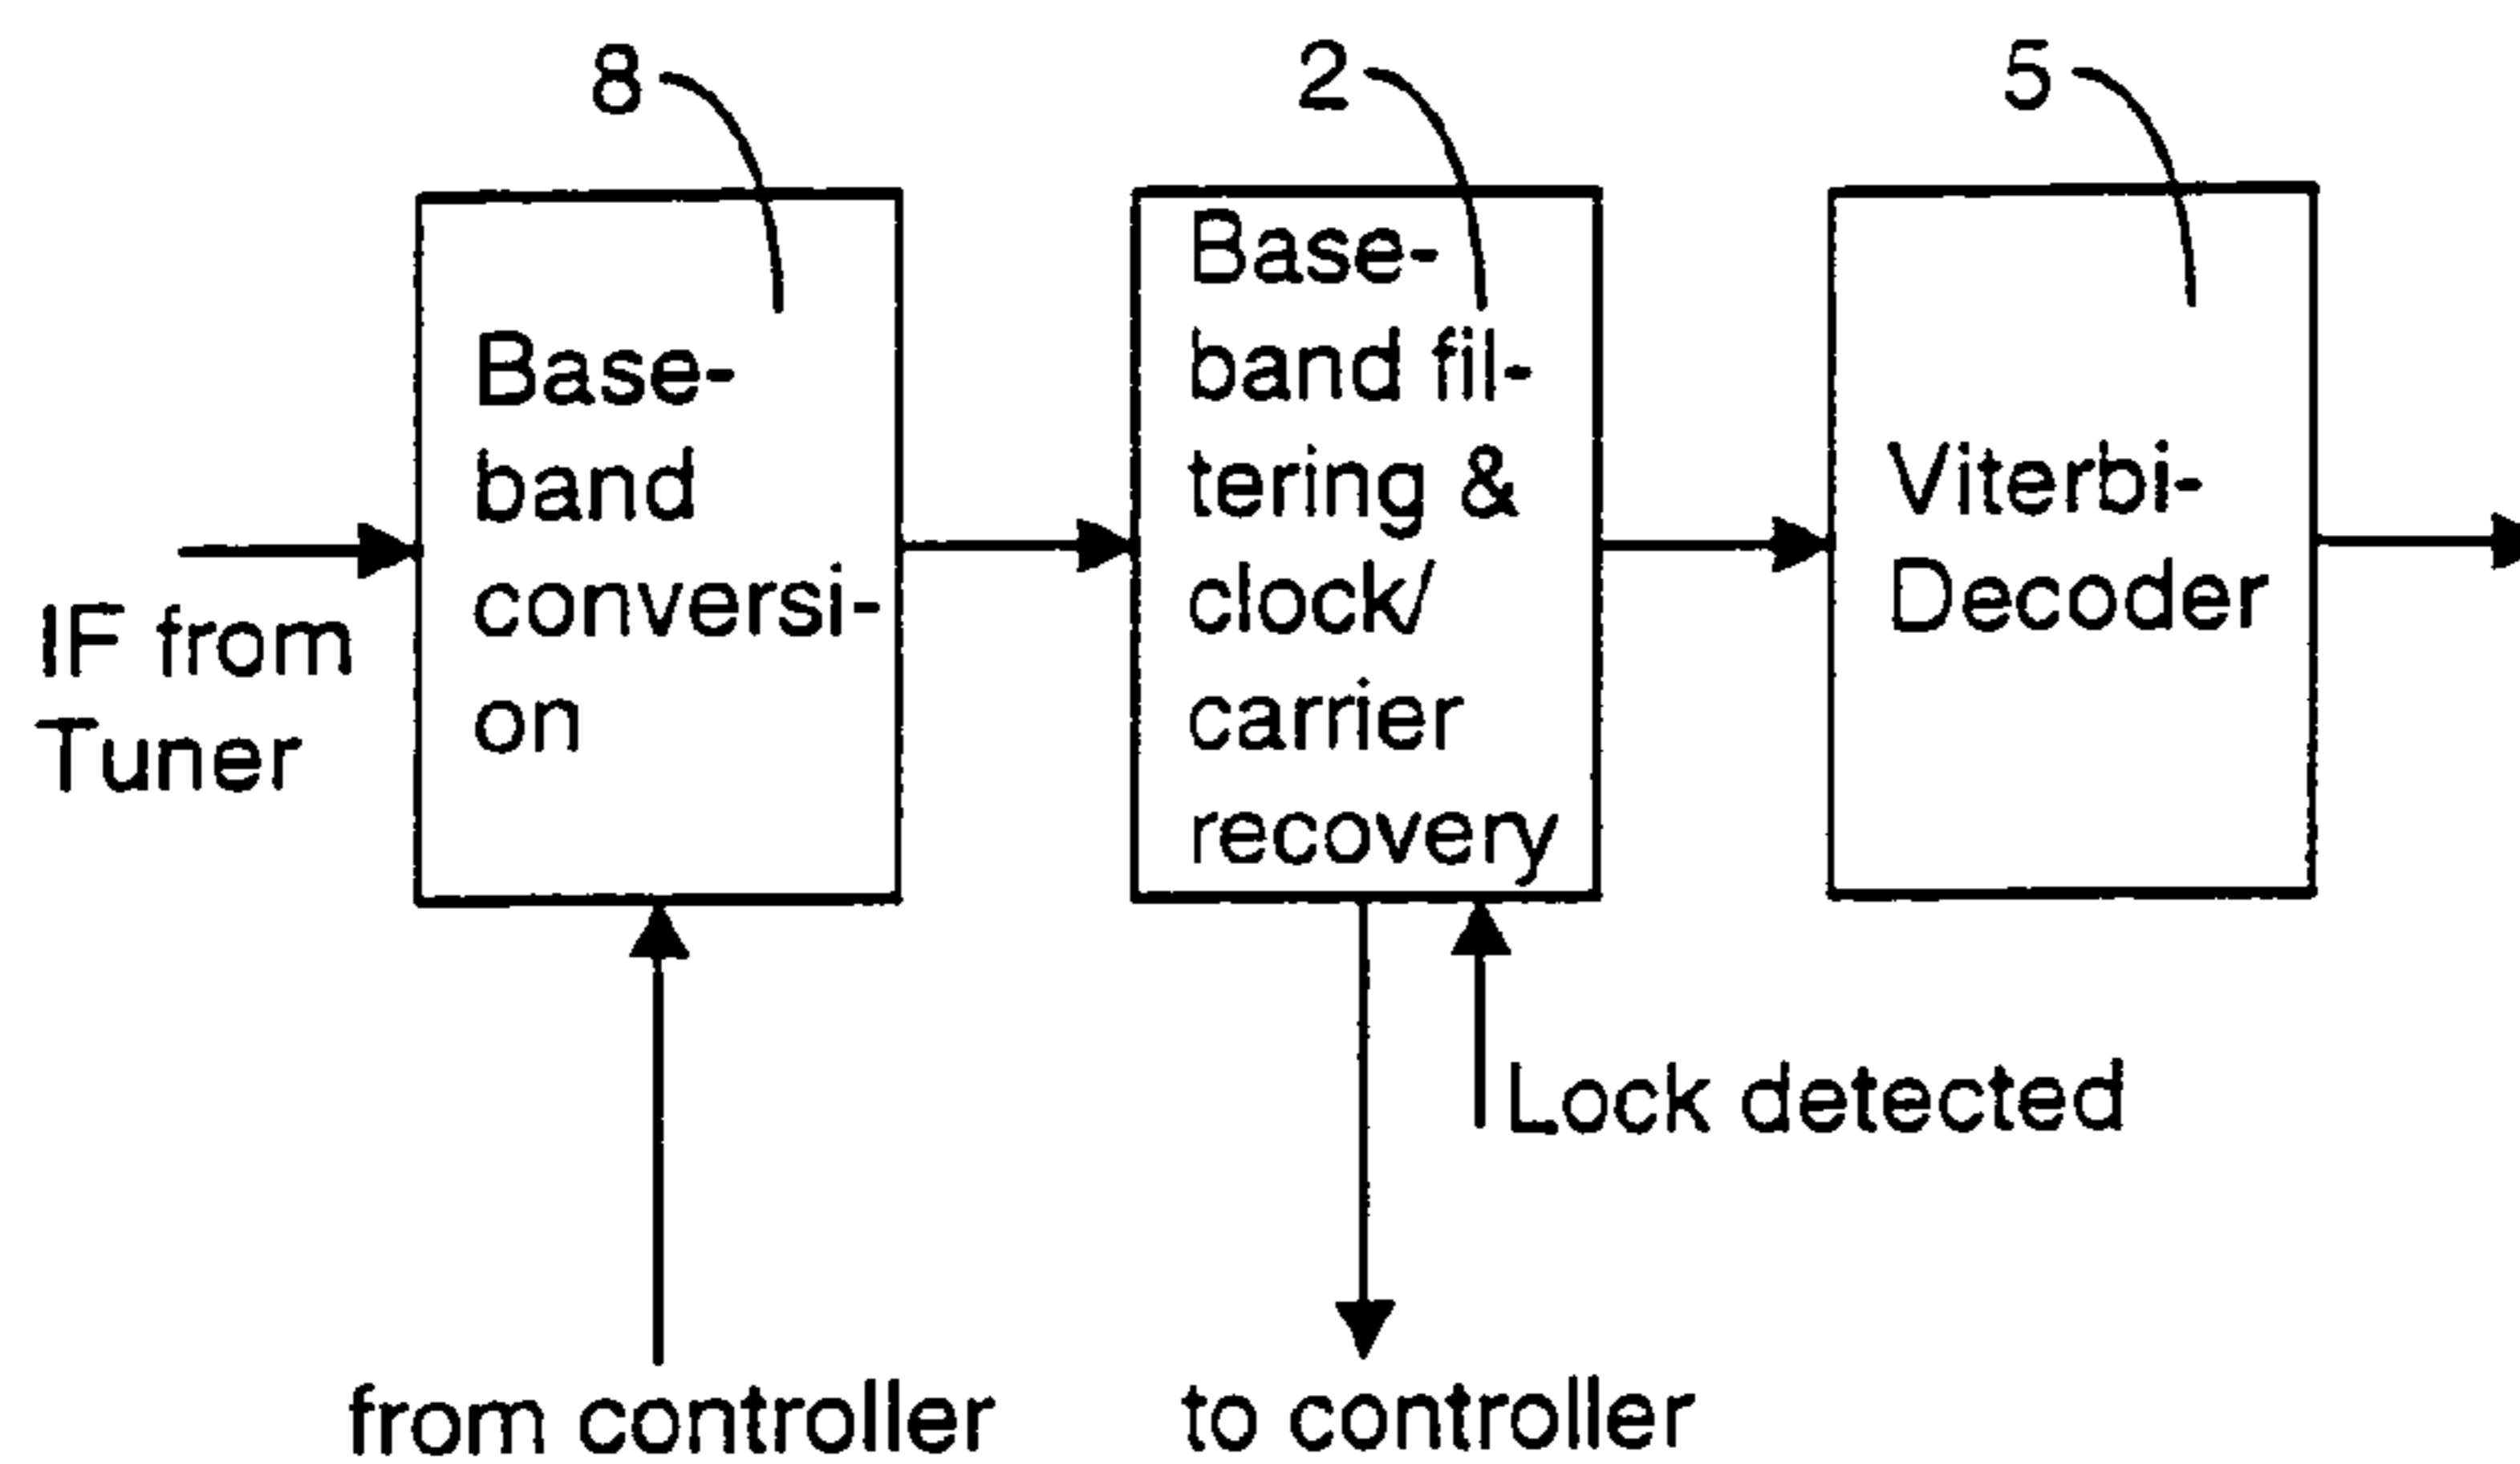 8
2
5
Base-
band
conversi-
on
Base-
band fil-
tering &
clock/
carrier
recovery
Viterbi-
Decoder
IF from
Tuner
Lock detected
from controller
to controller